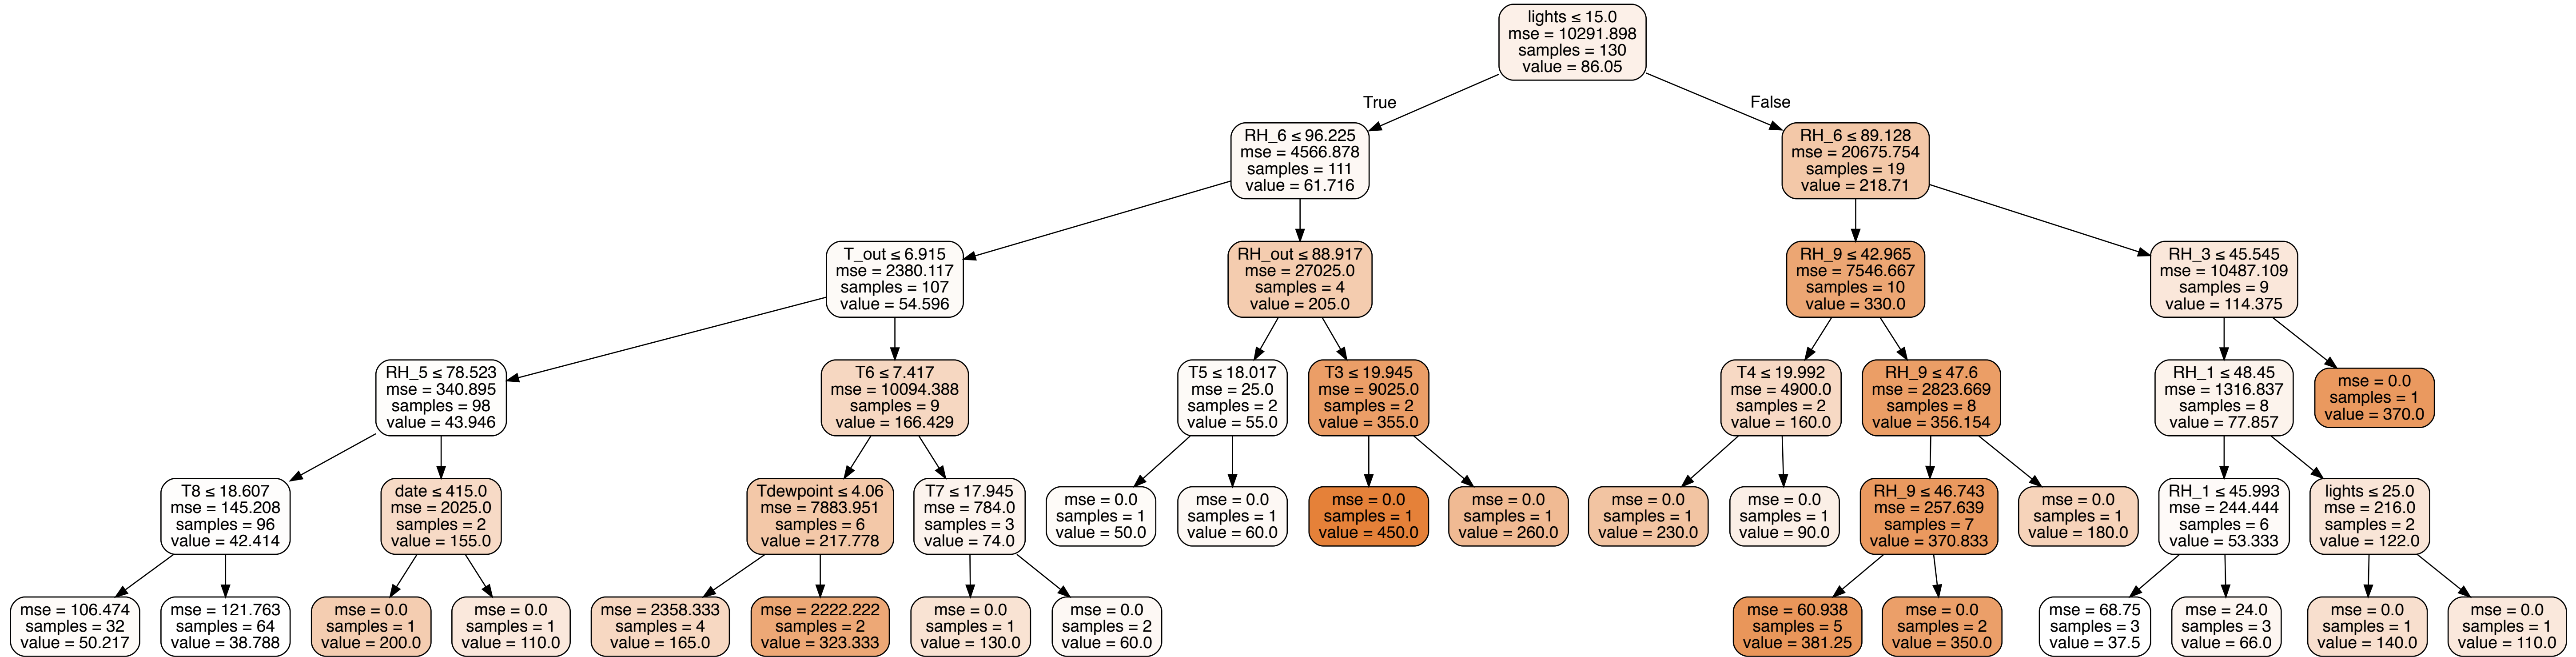 lights ≤ 15.0
mse = 10291.898
samples = 130
value = 86.05
True
False
RH_6 ≤ 96.225
mse = 4566.878
samples = 111
value = 61.716
RH_6 ≤ 89.128
mse = 20675.754
samples = 19
value = 218.71
T_out ≤ 6.915
mse = 2380.117
samples = 107
value = 54.596
RH_out ≤ 88.917
mse = 27025.0
samples = 4
value = 205.0
RH_9 ≤ 42.965
mse = 7546.667
samples = 10
value = 330.0
RH_3 ≤ 45.545
mse = 10487.109
samples = 9
value = 114.375
RH_5 ≤ 78.523
mse = 340.895
samples = 98
value = 43.946
T6 ≤ 7.417
mse = 10094.388
samples = 9
value = 166.429
T5 ≤ 18.017
mse = 25.0
samples = 2
value = 55.0
T3 ≤ 19.945
mse = 9025.0
samples = 2
value = 355.0
T4 ≤ 19.992
mse = 4900.0
samples = 2
value = 160.0
RH_9 ≤ 47.6
mse = 2823.669
samples = 8
value = 356.154
RH_1 ≤ 48.45
mse = 1316.837
samples = 8
value = 77.857
mse = 0.0
samples = 1
value = 370.0
T8 ≤ 18.607
mse = 145.208
samples = 96
value = 42.414
date ≤ 415.0
mse = 2025.0
samples = 2
value = 155.0
Tdewpoint ≤ 4.06
mse = 7883.951
samples = 6
value = 217.778
T7 ≤ 17.945
mse = 784.0
samples = 3
value = 74.0
mse = 0.0
samples = 1
value = 50.0
mse = 0.0
samples = 1
value = 60.0
mse = 0.0
samples = 1
value = 450.0
mse = 0.0
samples = 1
value = 260.0
mse = 0.0
samples = 1
value = 230.0
mse = 0.0
samples = 1
value = 90.0
RH_9 ≤ 46.743
mse = 257.639
samples = 7
value = 370.833
mse = 0.0
samples = 1
value = 180.0
RH_1 ≤ 45.993
mse = 244.444
samples = 6
value = 53.333
lights ≤ 25.0
mse = 216.0
samples = 2
value = 122.0
mse = 106.474
samples = 32
value = 50.217
mse = 121.763
samples = 64
value = 38.788
mse = 0.0
samples = 1
value = 200.0
mse = 0.0
samples = 1
value = 110.0
mse = 2358.333
samples = 4
value = 165.0
mse = 2222.222
samples = 2
value = 323.333
mse = 0.0
samples = 1
value = 130.0
mse = 0.0
samples = 2
value = 60.0
mse = 60.938
samples = 5
value = 381.25
mse = 0.0
samples = 2
value = 350.0
mse = 68.75
samples = 3
value = 37.5
mse = 24.0
samples = 3
value = 66.0
mse = 0.0
samples = 1
value = 140.0
mse = 0.0
samples = 1
value = 110.0